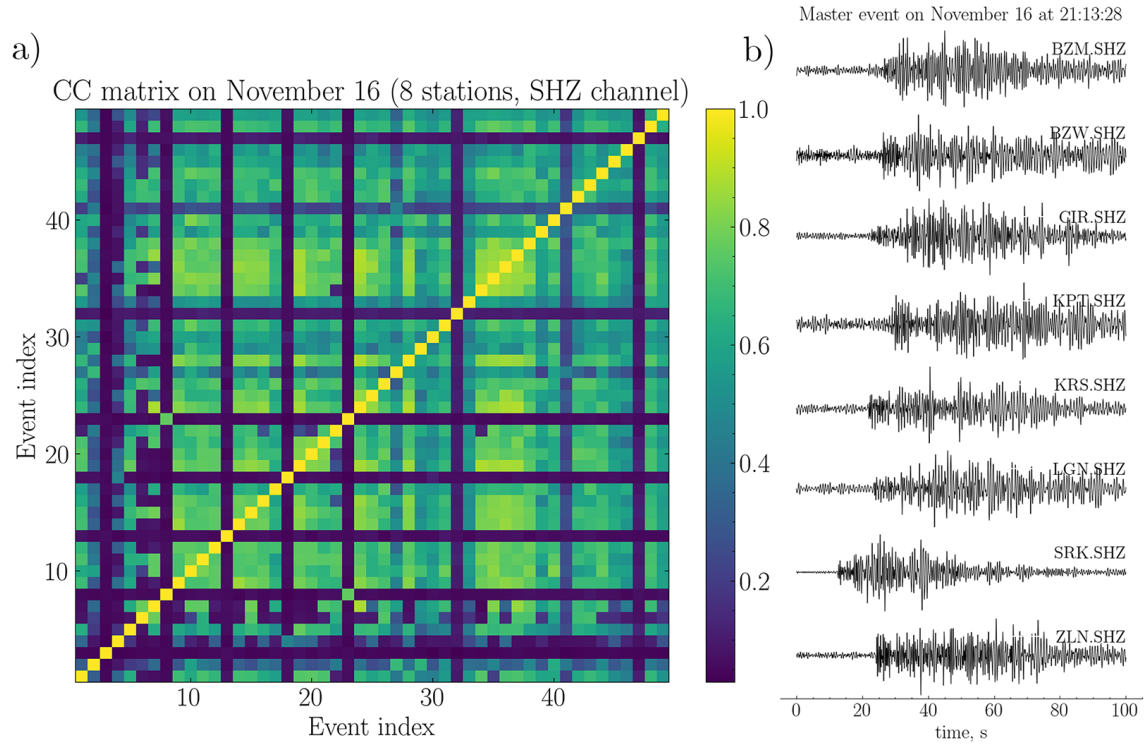 a)
CC matrix on November 16 (8 stations, SHZ channel)
Event index
40
30
20
10
10
20
30
40
Event index
1.0
0.8
0.6
0.4
0.2
b)
Master event on November 16 at 21:13:28
BZM.SHZ
BZW.SHZ
CIR.SHZ
KPT.SHZ
KRS.SHZ
LGN.SHZ
SRK.SHZ
ZLN.SHZ
0
20
40
60
80
100
time, s